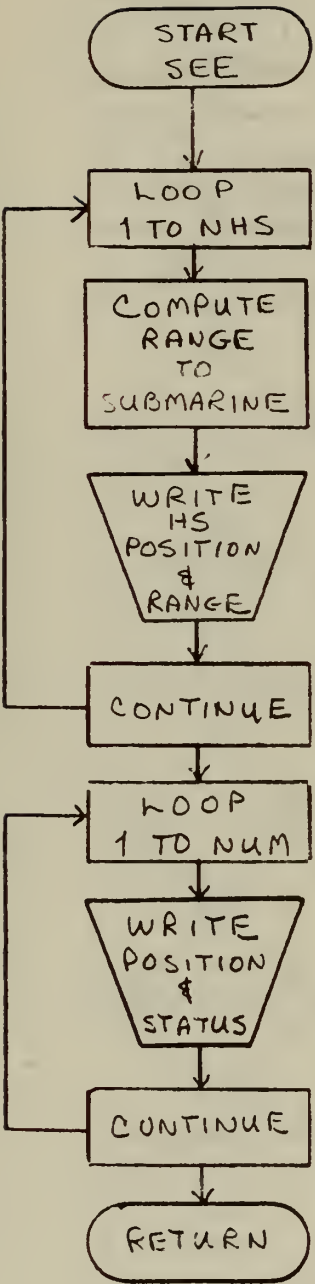 START
SEE
LOOP
1 TO NHS
COMPUTE
RANGE
TO
SUBMARINE
WRITE
HS
POSITION
&
RANGE
CONTINUE
LOOP
1 TO NUM
WRITE
POSITION
&
STATUS
CONTINUE
RETURN